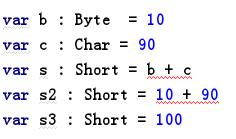 var b : Byte = 10
var c : Char = 90
var s : Short = b + c
var s2 : Short = 10 + 90
var s3 : Short = 100